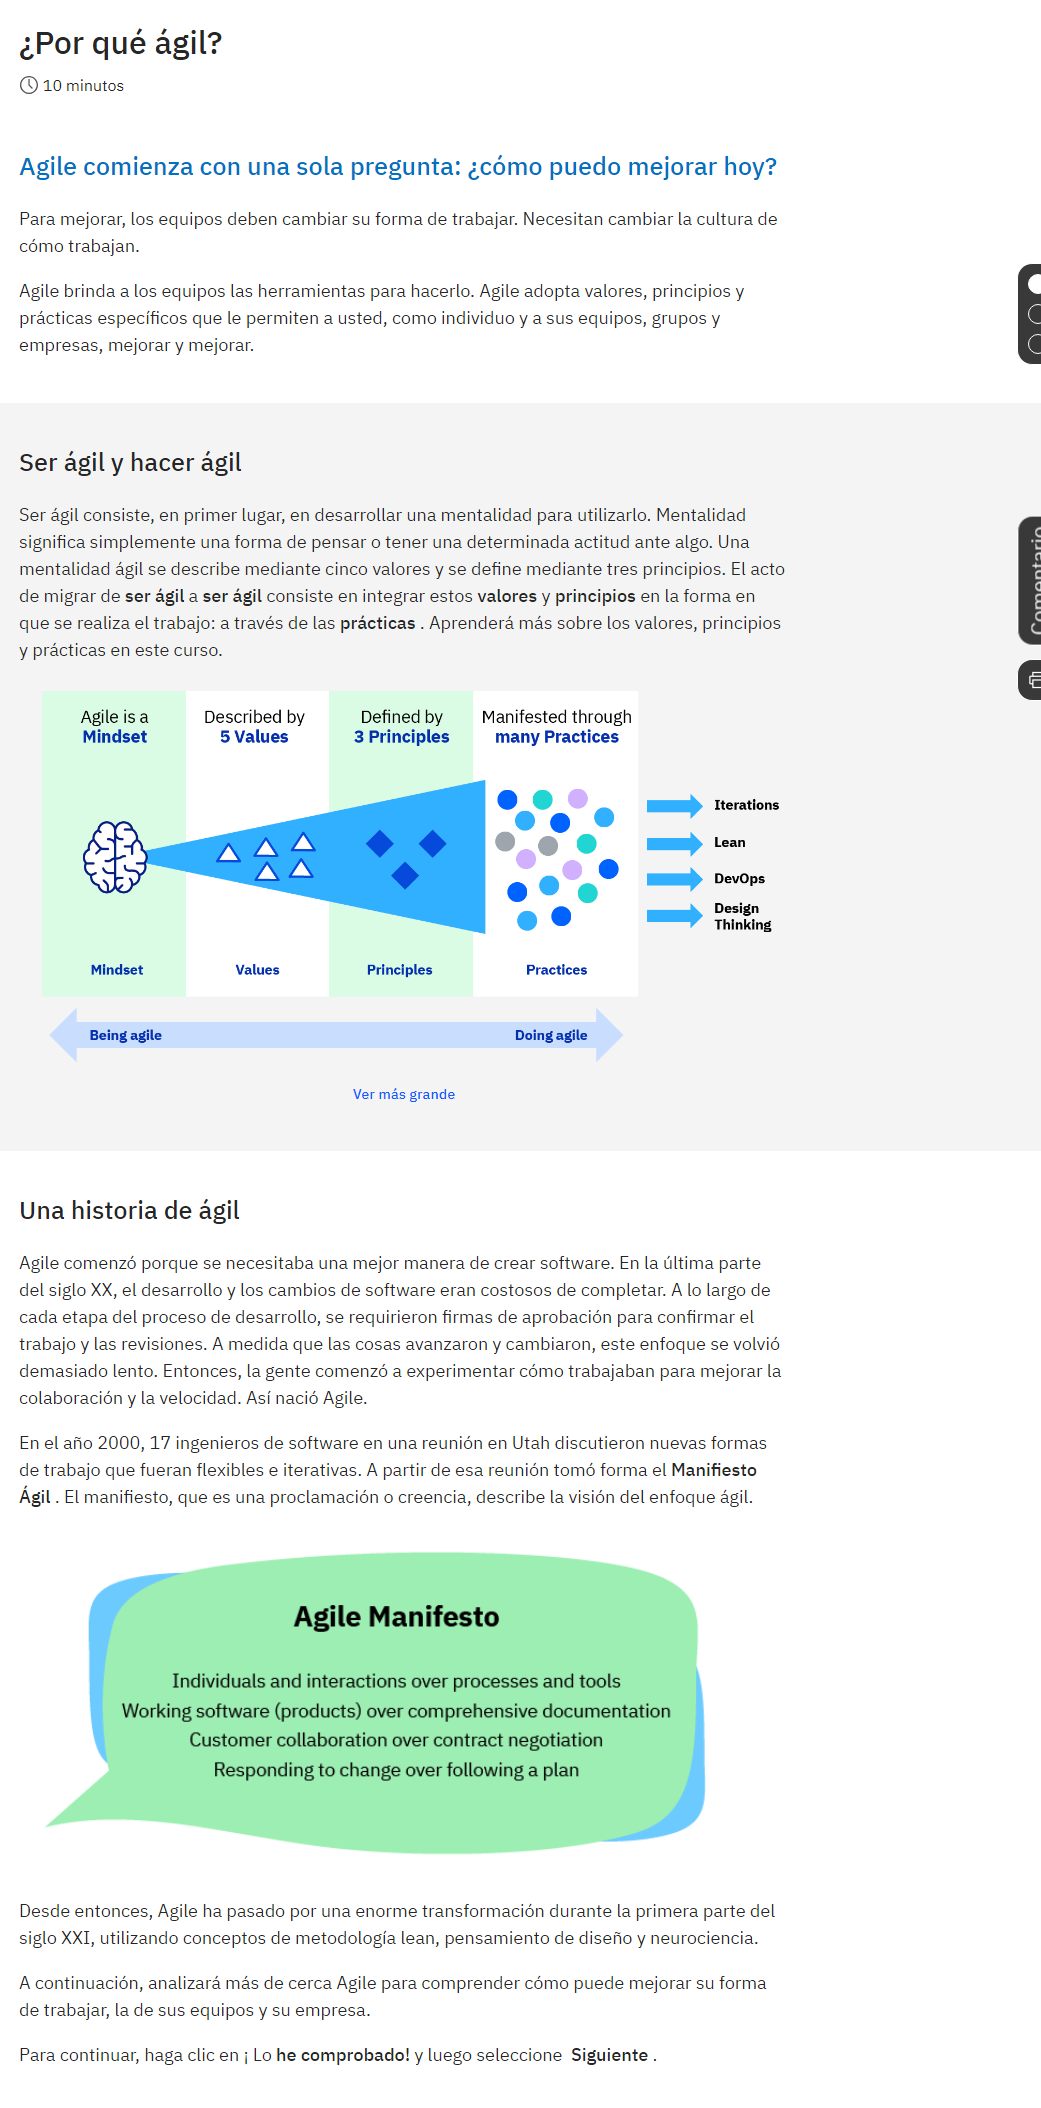 ¿Por qué ágil?
10 minutos
Agile comienza con una sola pregunta: ¿cómo puedo mejorar hoy?
Para mejorar, los equipos deben cambiar su forma de trabajar. Necesitan cambiar la cultura de
cómo trabajan.
Agile brinda a los equipos las herramientas para hacerlo. Agile adopta valores, principios y
prácticas específicos que le permiten a usted, como individuo y a sus equipos, grupos y
empresas, mejorar y mejorar.
Ser ágil y hacer ágil
Ser ágil consiste, en primer lugar, en desarrollar una mentalidad para utilizarlo. Mentalidad
significa simplemente una forma de pensar o tener una determinada actitud ante algo. Una
mentalidad ágil se describe mediante cinco valores y se define mediante tres principios. El acto
de migrar de ser ágil a ser ágil consiste en integrar estos valores y principios en la forma en
que se realiza el trabajo: a través de las prácticas . Aprenderá más sobre los valores, principios
y prácticas en este curso.
Comentario
Agile is a
Mindset
Described by
5 Values
Defined by
3 Principles
Manifested through
many Practices
Iterations
Lean
DevOps
Design
Thinking
Mindset
Values
Principles
Practices
Being agile
Doing agile
Ver más grande
Una historia de ágil
Agile comenzó porque se necesitaba una mejor manera de crear software. En la última parte
del siglo XX, el desarrollo y los cambios de software eran costosos de completar. A lo largo de
cada etapa del proceso de desarrollo, se requirieron firmas de aprobación para confirmar el
trabajo y las revisiones. A medida que las cosas avanzaron y cambiaron, este enfoque se volvió
demasiado lento. Entonces, la gente comenzó a experimentar cómo trabajaban para mejorar la
colaboración y la velocidad. Así nació Agile.
En el año 2000, 17 ingenieros de software en una reunión en Utah discutieron nuevas formas
de trabajo que fueran flexibles e iterativas. A partir de esa reunión tomó forma el Manifiesto
Ágil . El manifiesto, que es una proclamación o creencia, describe la visión del enfoque ágil.
Agile Manifesto
Individuals and interactions over processes and tools
Working software (products) over comprehensive documentation
Customer collaboration over contract negotiation
Responding to change over following a plan
Desde entonces, Agile ha pasado por una enorme transformación durante la primera parte del
siglo XXI, utilizando conceptos de metodología lean, pensamiento de diseño y neurociencia.
A continuación, analizará más de cerca Agile para comprender cómo puede mejorar su forma
de trabajar, la de sus equipos y su empresa.
Para continuar, haga clic en ¡ Lo he comprobado! y luego seleccione Siguiente .